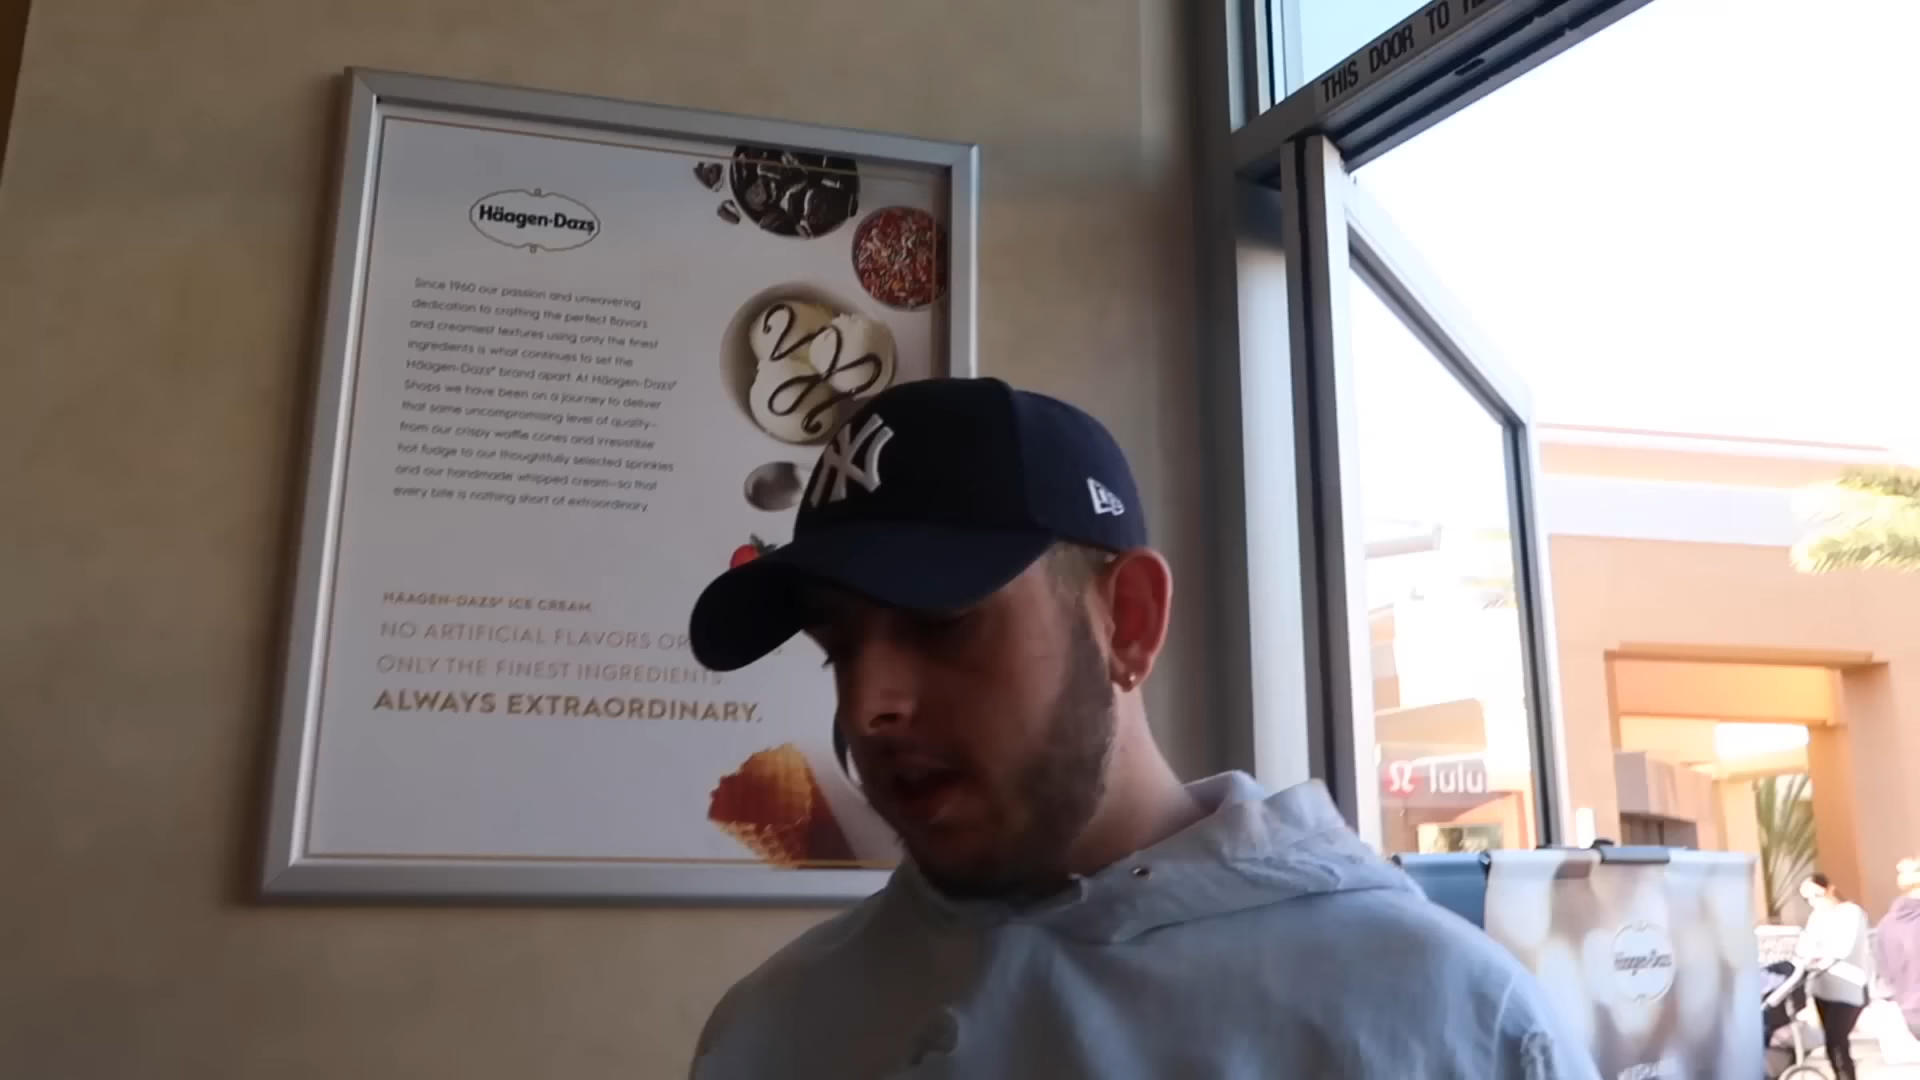 THIS DOOR TO
Häagen-Dazs
Since 1960 our passion and unwavering
dedication to crafting the perfect flavors
and creamiest textures using only the finest
ingredients is what continues to set the
Häagen-Dazs® brand apart. At Häagen-Dazs®
Shops we have been on a journey to deliver
that same uncompromising level of quality–
from our crispy waffle cones and irresistible
hot fudge to our thoughtfully selected sprinkles
and our handmade whipped cream–so that
every bite is nothing short of extraordinary.
HÄAGEN-DAZS® ICE CREAM
NO ARTIFICIAL FLAVORS OR
ONLY THE FINEST INGREDIENTS
ALWAYS EXTRAORDINARY.
NY
lulu
Häagen-Dazs